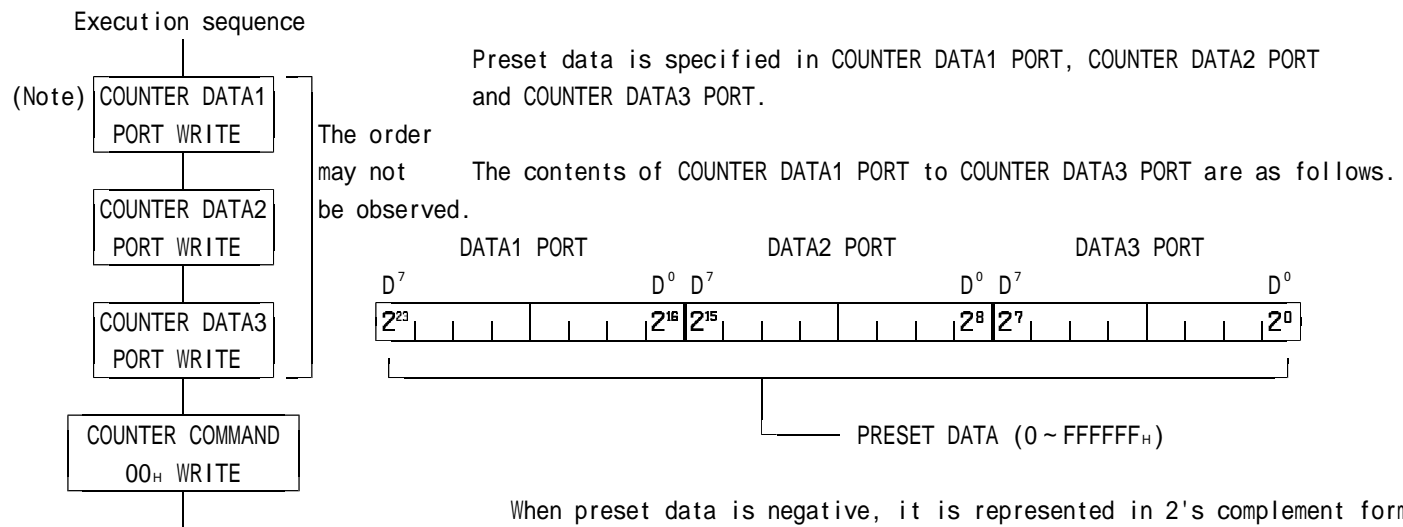 Execution sequence
(Note)
COUNTER DATA1
PORT WRITE
COUNTER DATA2
PORT WRITE
COUNTER DATA3
PORT WRITE
The order
may not
be observed.
COUNTER COMMAND
00H WRITE
Preset data is specified in COUNTER DATA1 PORT, COUNTER DATA2 PORT
and COUNTER DATA3 PORT.
The contents of COUNTER DATA1 PORT to COUNTER DATA3 PORT are as follows.
DATA1 PORT DATA2 PORT DATA3 PORT
D⁷ D⁰ D⁷ D⁰ D⁷ D⁰
2²³ 2¹⁶ 2¹⁵ 2⁸ 2⁷ 2⁰
PRESET DATA (0 ~ FFFFFFH)
When preset data is negative, it is represented in 2's complement